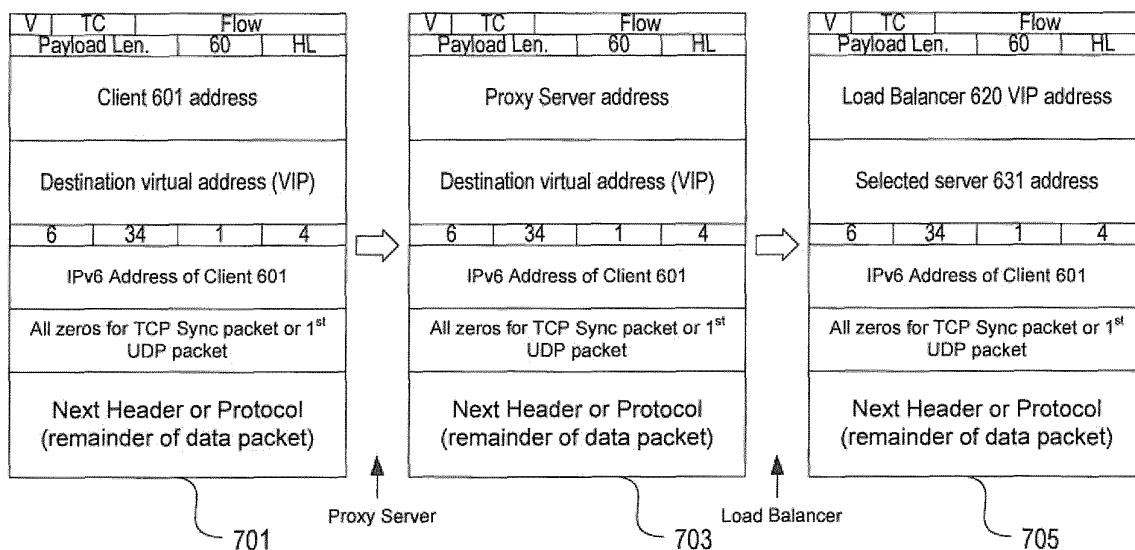 V TC Flow
Payload Len. 60 HL
Client 601 address
Destination virtual address (VIP)
6 34 1 4
IPv6 Address of Client 601
All zeros for TCP Sync packet or 1st
UDP packet
Next Header or Protocol
(remainder of data packet)
701
Proxy Server
V TC Flow
Payload Len. 60 HL
Proxy Server address
Destination virtual address (VIP)
6 34 1 4
IPv6 Address of Client 601
All zeros for TCP Sync packet or 1st
UDP packet
Next Header or Protocol
(remainder of data packet)
703
Load Balancer
V TC Flow
Payload Len. 60 HL
Load Balancer 620 VIP address
Selected server 631 address
6 34 1 4
IPv6 Address of Client 601
All zeros for TCP Sync packet or 1st
UDP packet
Next Header or Protocol
(remainder of data packet)
705